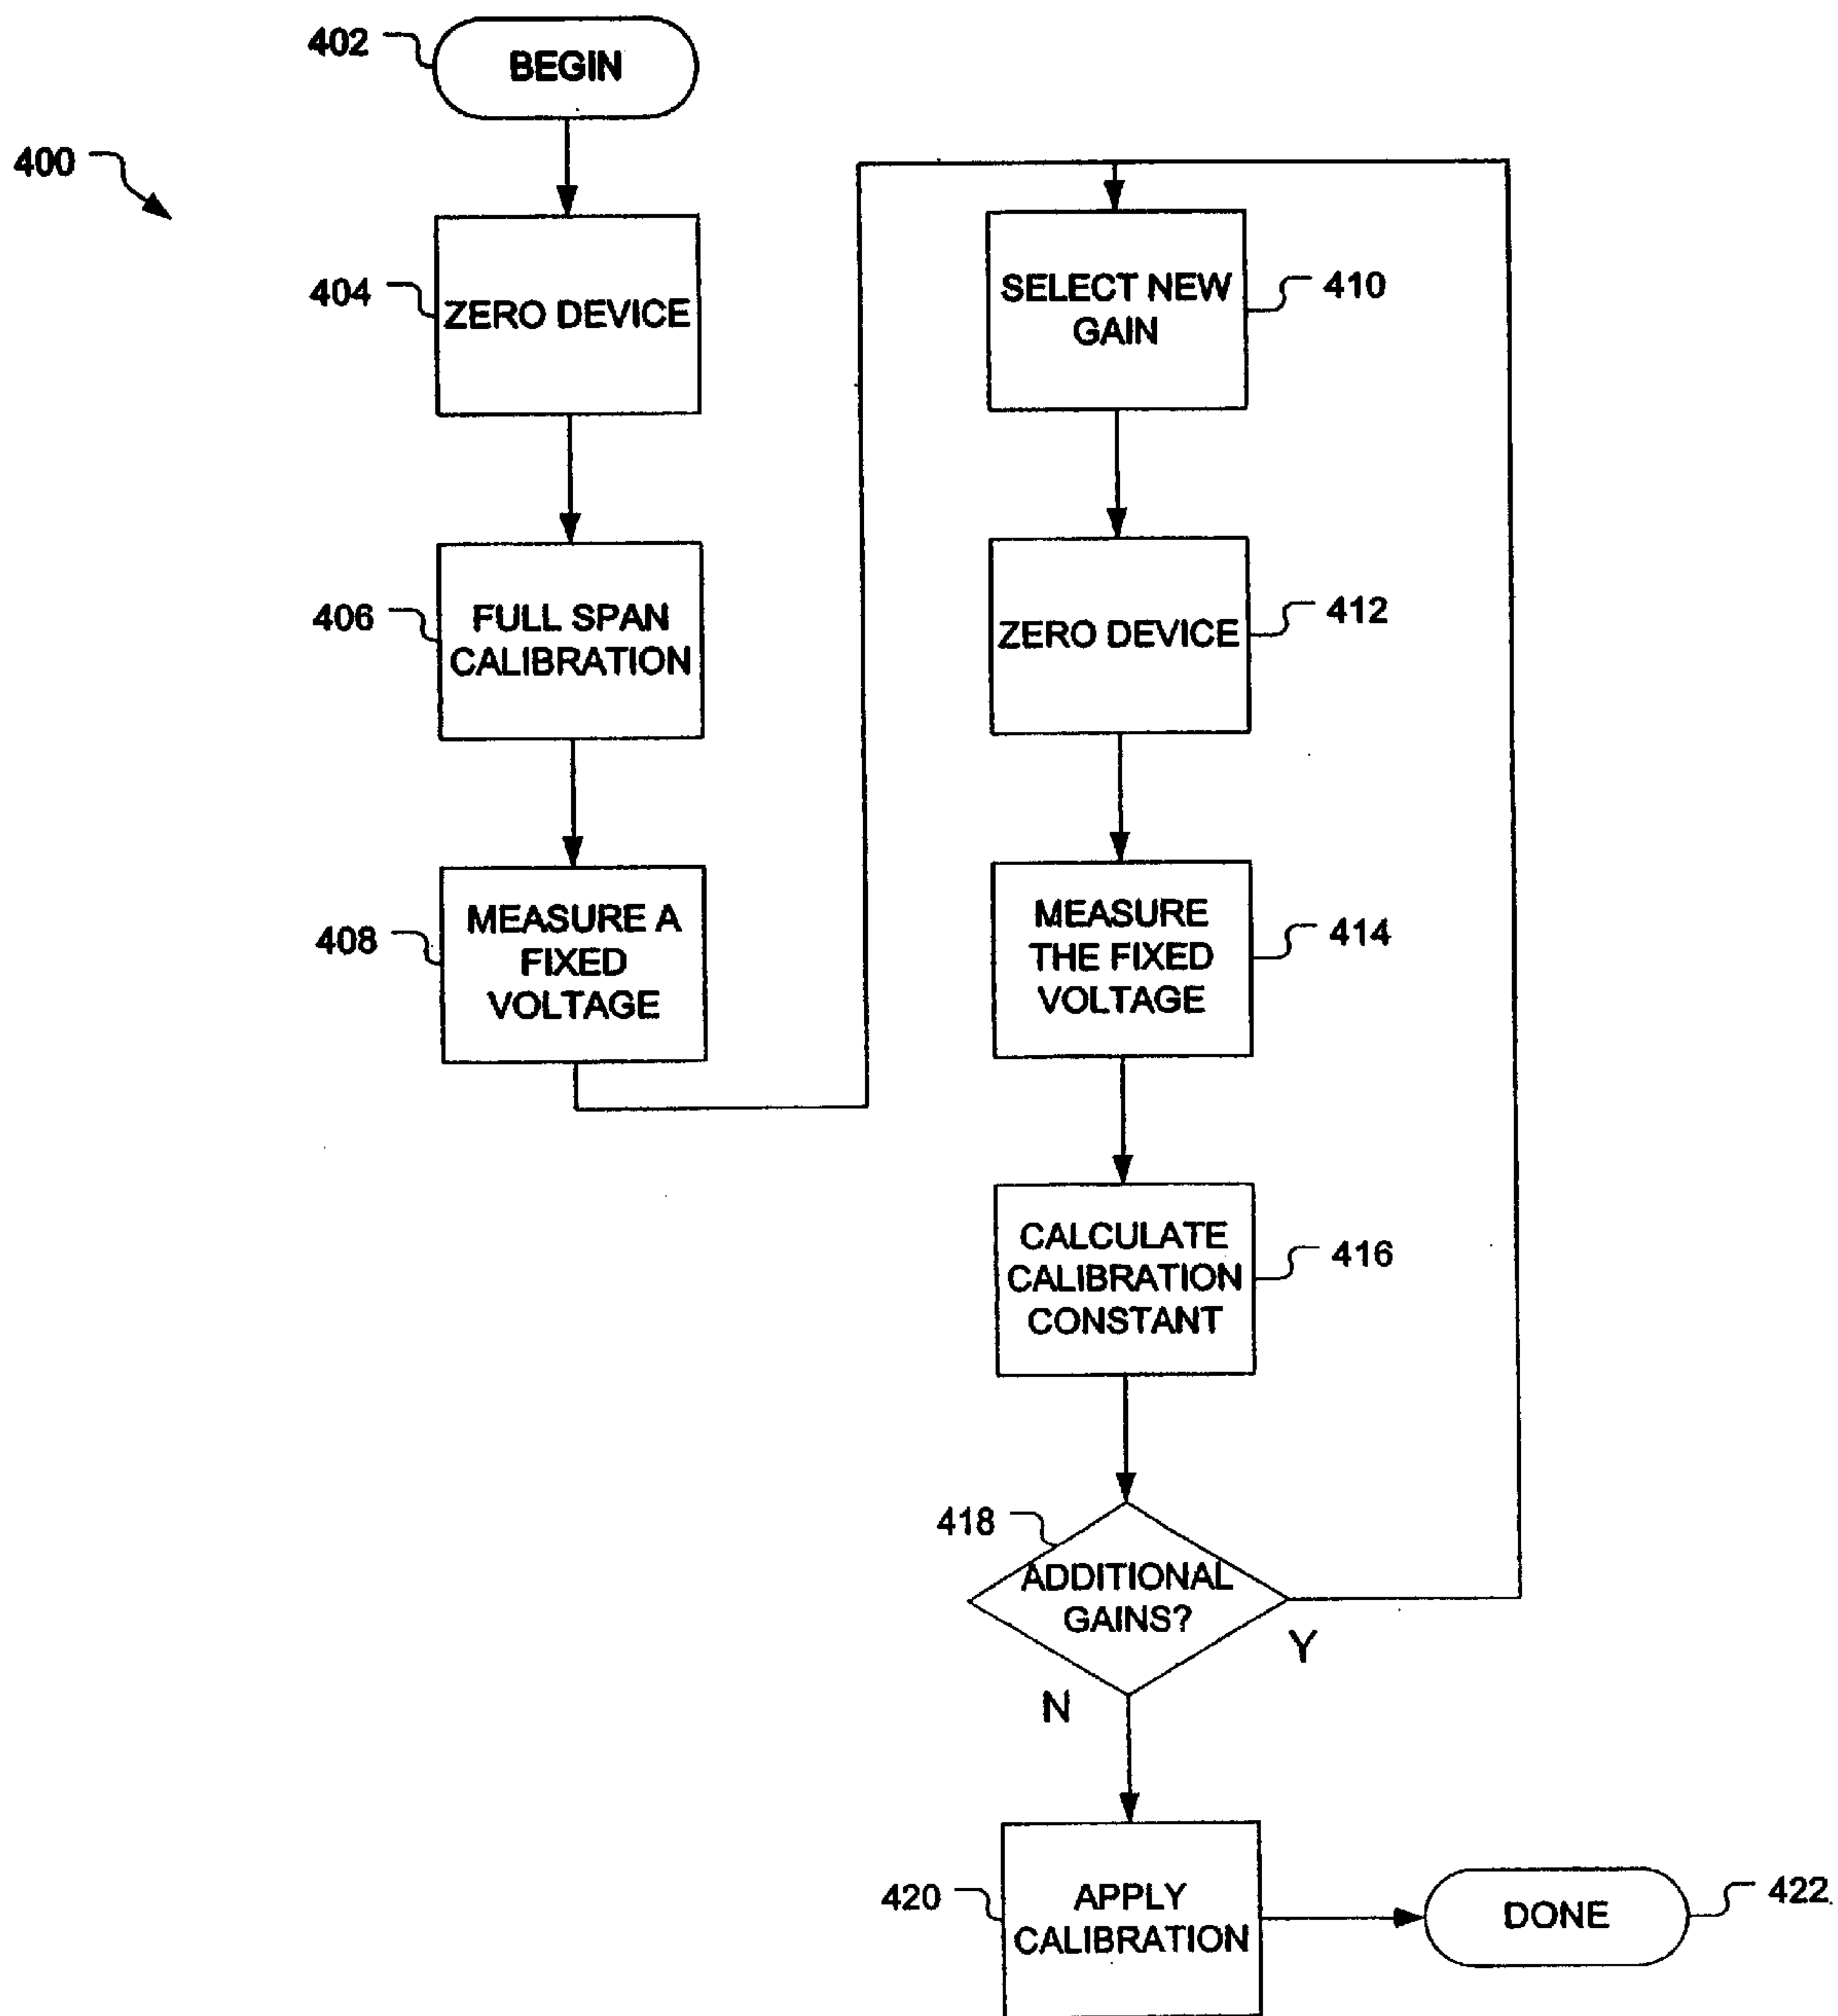 402
BEGIN
400
404
ZERO DEVICE
406
FULL SPAN
CALIBRATION
408
MEASURE A
FIXED
VOLTAGE
SELECT NEW
GAIN
410
ZERO DEVICE
412
MEASURE
THE FIXED
VOLTAGE
414
CALCULATE
CALIBRATION
CONSTANT
416
418
ADDITIONAL
GAINS?
Y
N
420
APPLY
CALIBRATION
DONE
422